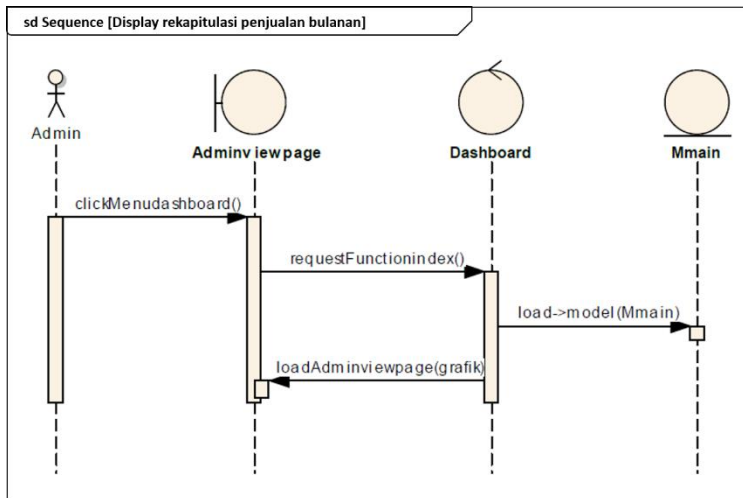 sd Sequence [Display rekapitulasi penjualan bulanan]
Admin
Adminviewpage
Dashboard
Mmain
clickMenudashboard()
requestFunctionindex()
load->model(Mmain)
loadAdminviewpage(grafik)